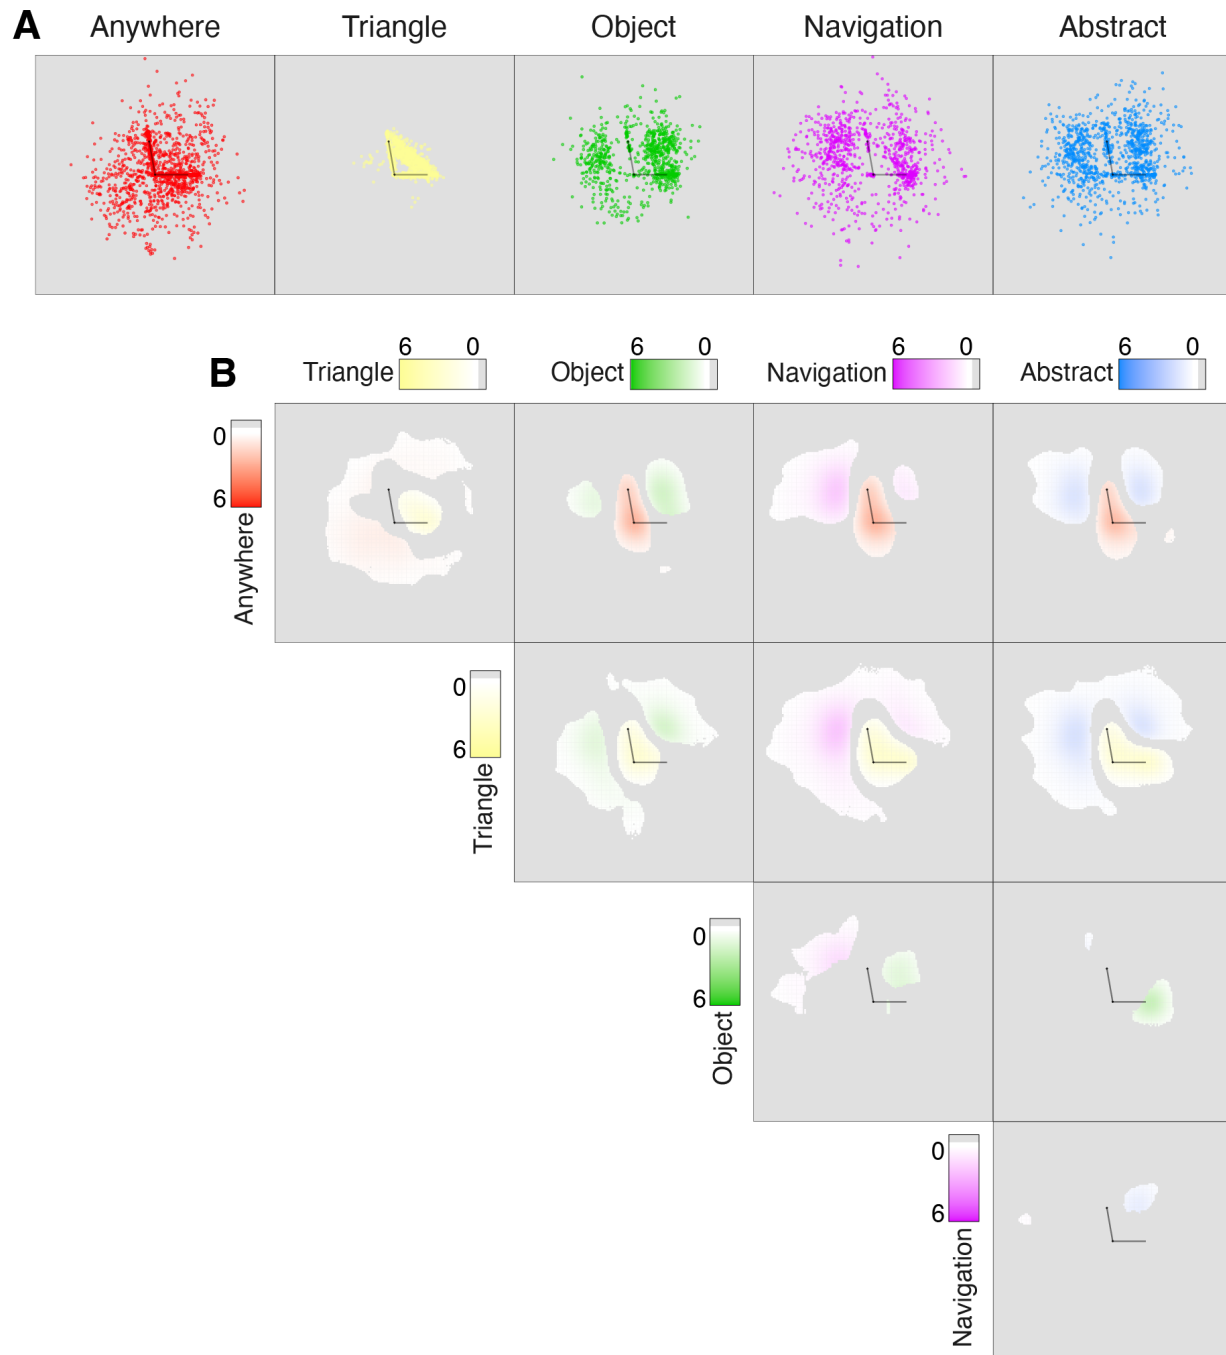 A Anywhere Triangle Object Navigation Abstract
B
6 0
Triangle
6 0
Object
6 0
Navigation
6 0
Abstract
0
6
Anywhere
0
6
Triangle
0
6
Object
0
6
Navigation